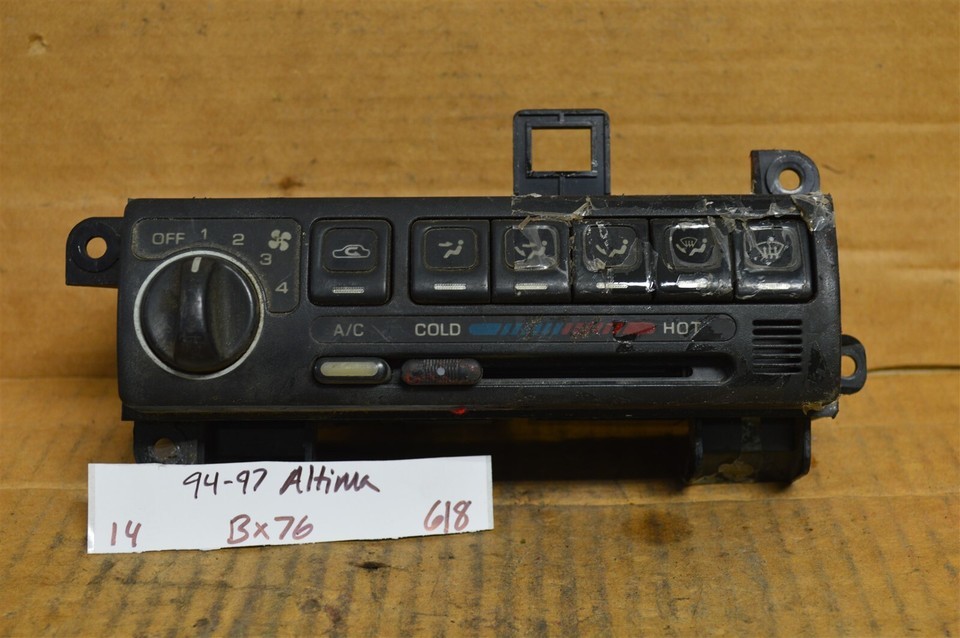 OFF 1 2 3 4
A/C COLD HOT
94-97 Altima
14 Bx76 618